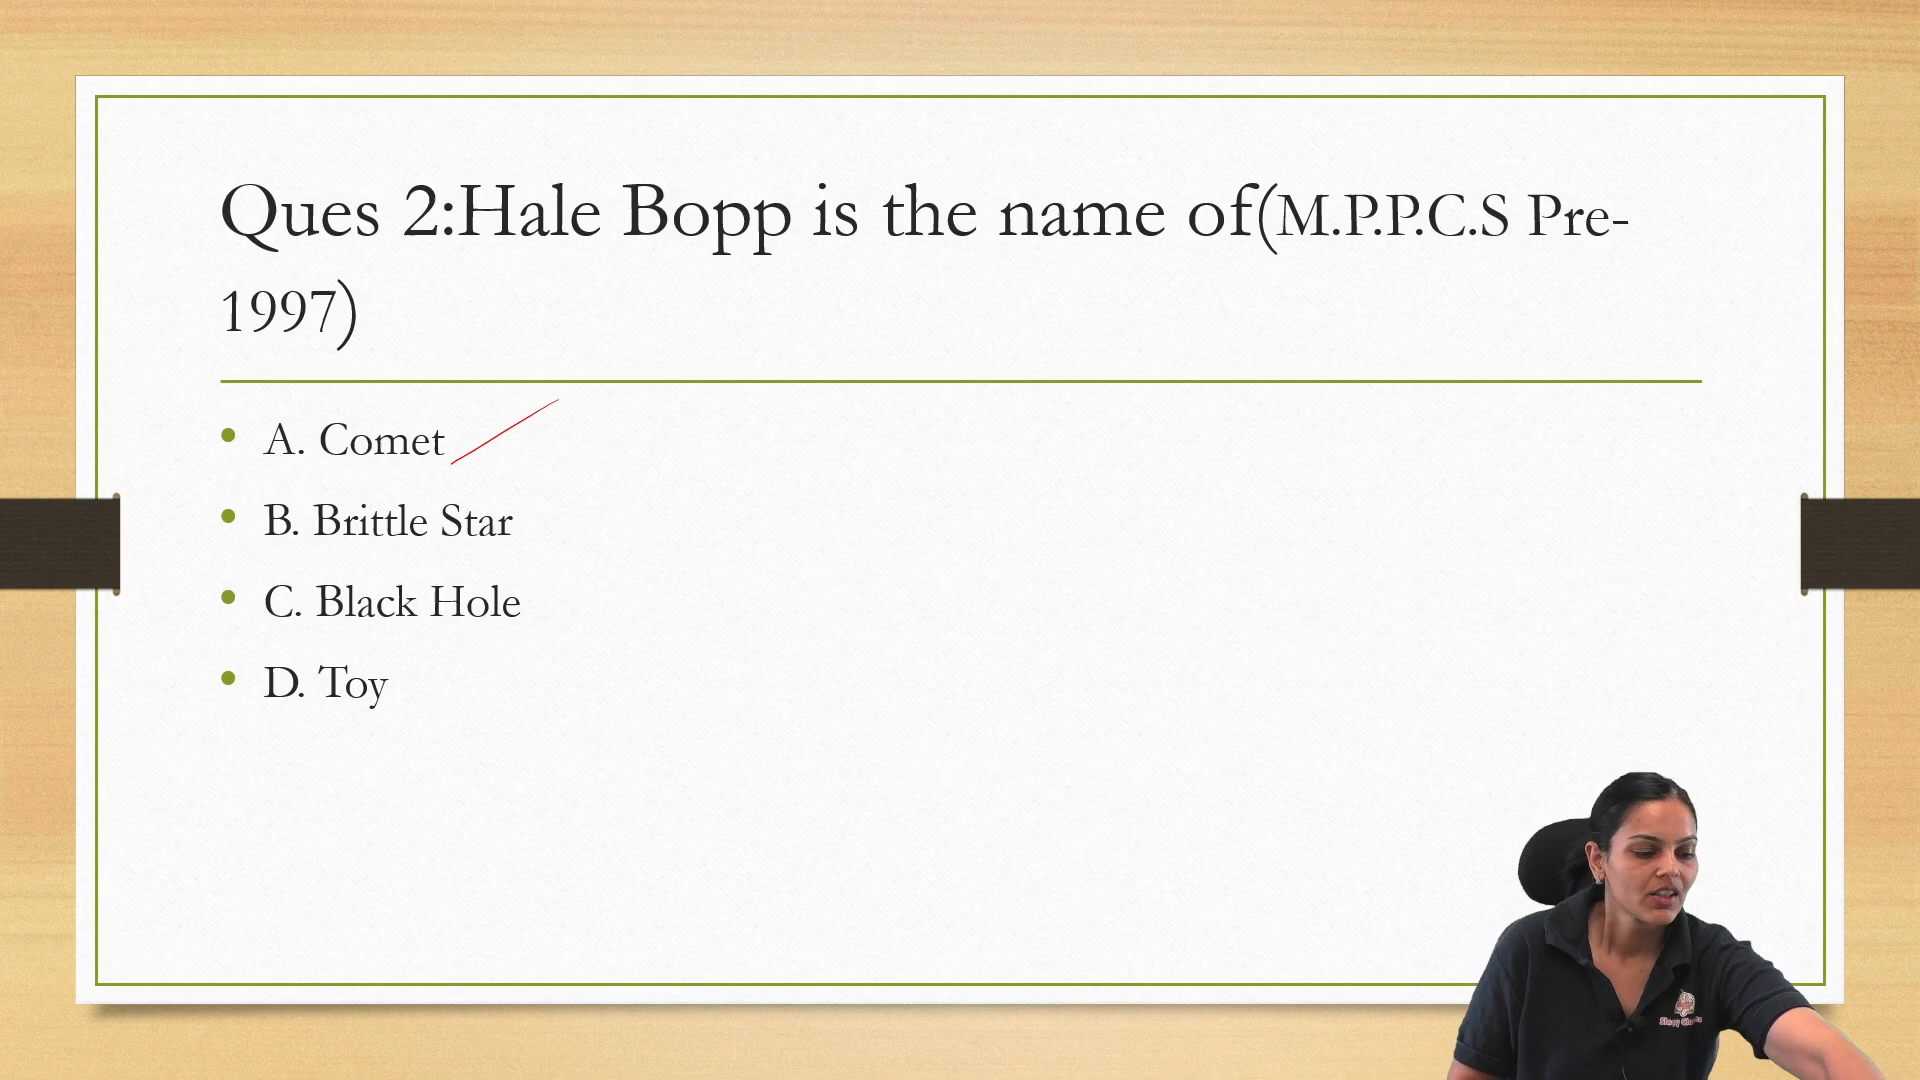 Ques 2:Hale Bopp is the name of(M.P.P.C.S Pre-
1997)
A. Comet
B. Brittle Star
C. Black Hole
D. Toy